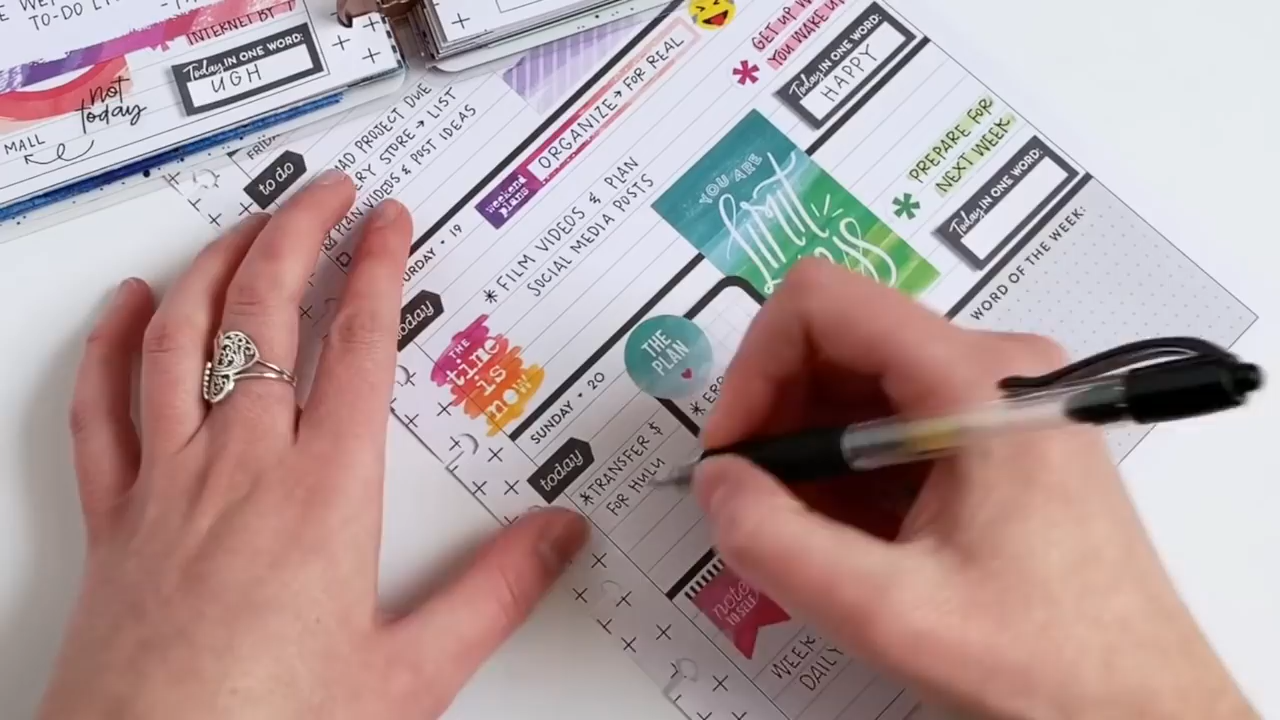 TO-DO
INTERNET BY
Today IN ONE WORD:
UGH
not
today
MALL
FRIDAY
to do
PROJECT DUE
STORE → LIST
PLAN VIDEOS & POST IDEAS
weekend
plans
ORGANIZE → FOR REAL
GET UP
YOU WAKE UP
Today IN ONE WORD:
HAPPY
19
today
*FILM VIDEOS & PLAN
SOCIAL MEDIA POSTS
YOU ARE
THE
time
is
now
PREPARE FOR
NEXT WEEK
Today IN ONE WORD:
SUNDAY • 20
today
THE
PLAN
*TRANSFER $
FOR HULU
WORD OF THE WEEK:
note
TO SELF
DAILY